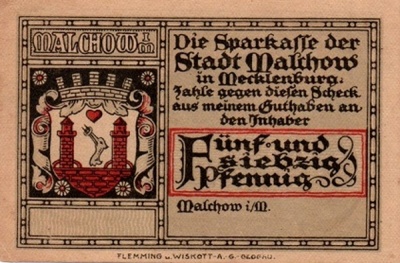 MALCHOW i/M
Die Sparkasse der
Stadt Malchow
in Mecklenburg.
Zahle gegen diesen Scheck
aus meinem Guthaben an
den Inhaber
Fünf und
siebzig
Pfennig
Malchow i/M.
FLEMMING u. WISKOTT-A.-G. GLOGAU.